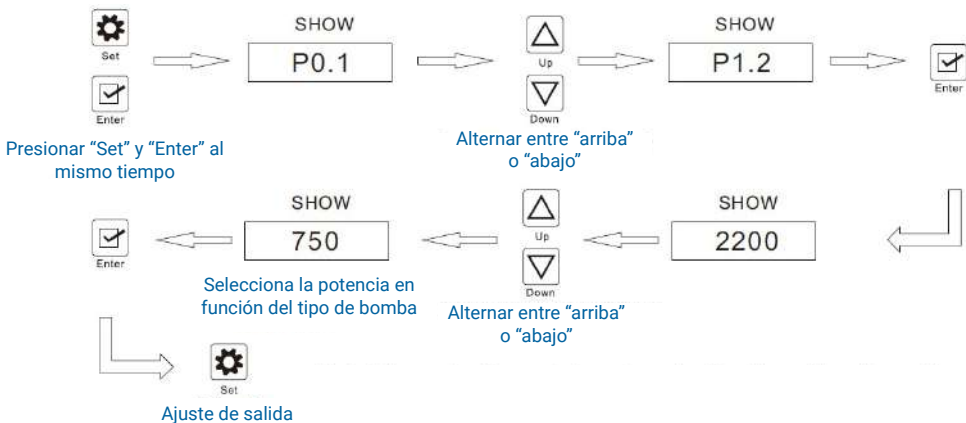 Set
Enter
Presionar “Set” y “Enter” al
mismo tiempo
SHOW
P0.1
Up
Down
Alternar entre “arriba”
o “abajo”
SHOW
P1.2
Enter
SHOW
2200
Up
Down
Alternar entre “arriba”
o “abajo”
SHOW
750
Selecciona la potencia en
función del tipo de bomba
Enter
Set
Ajuste de salida